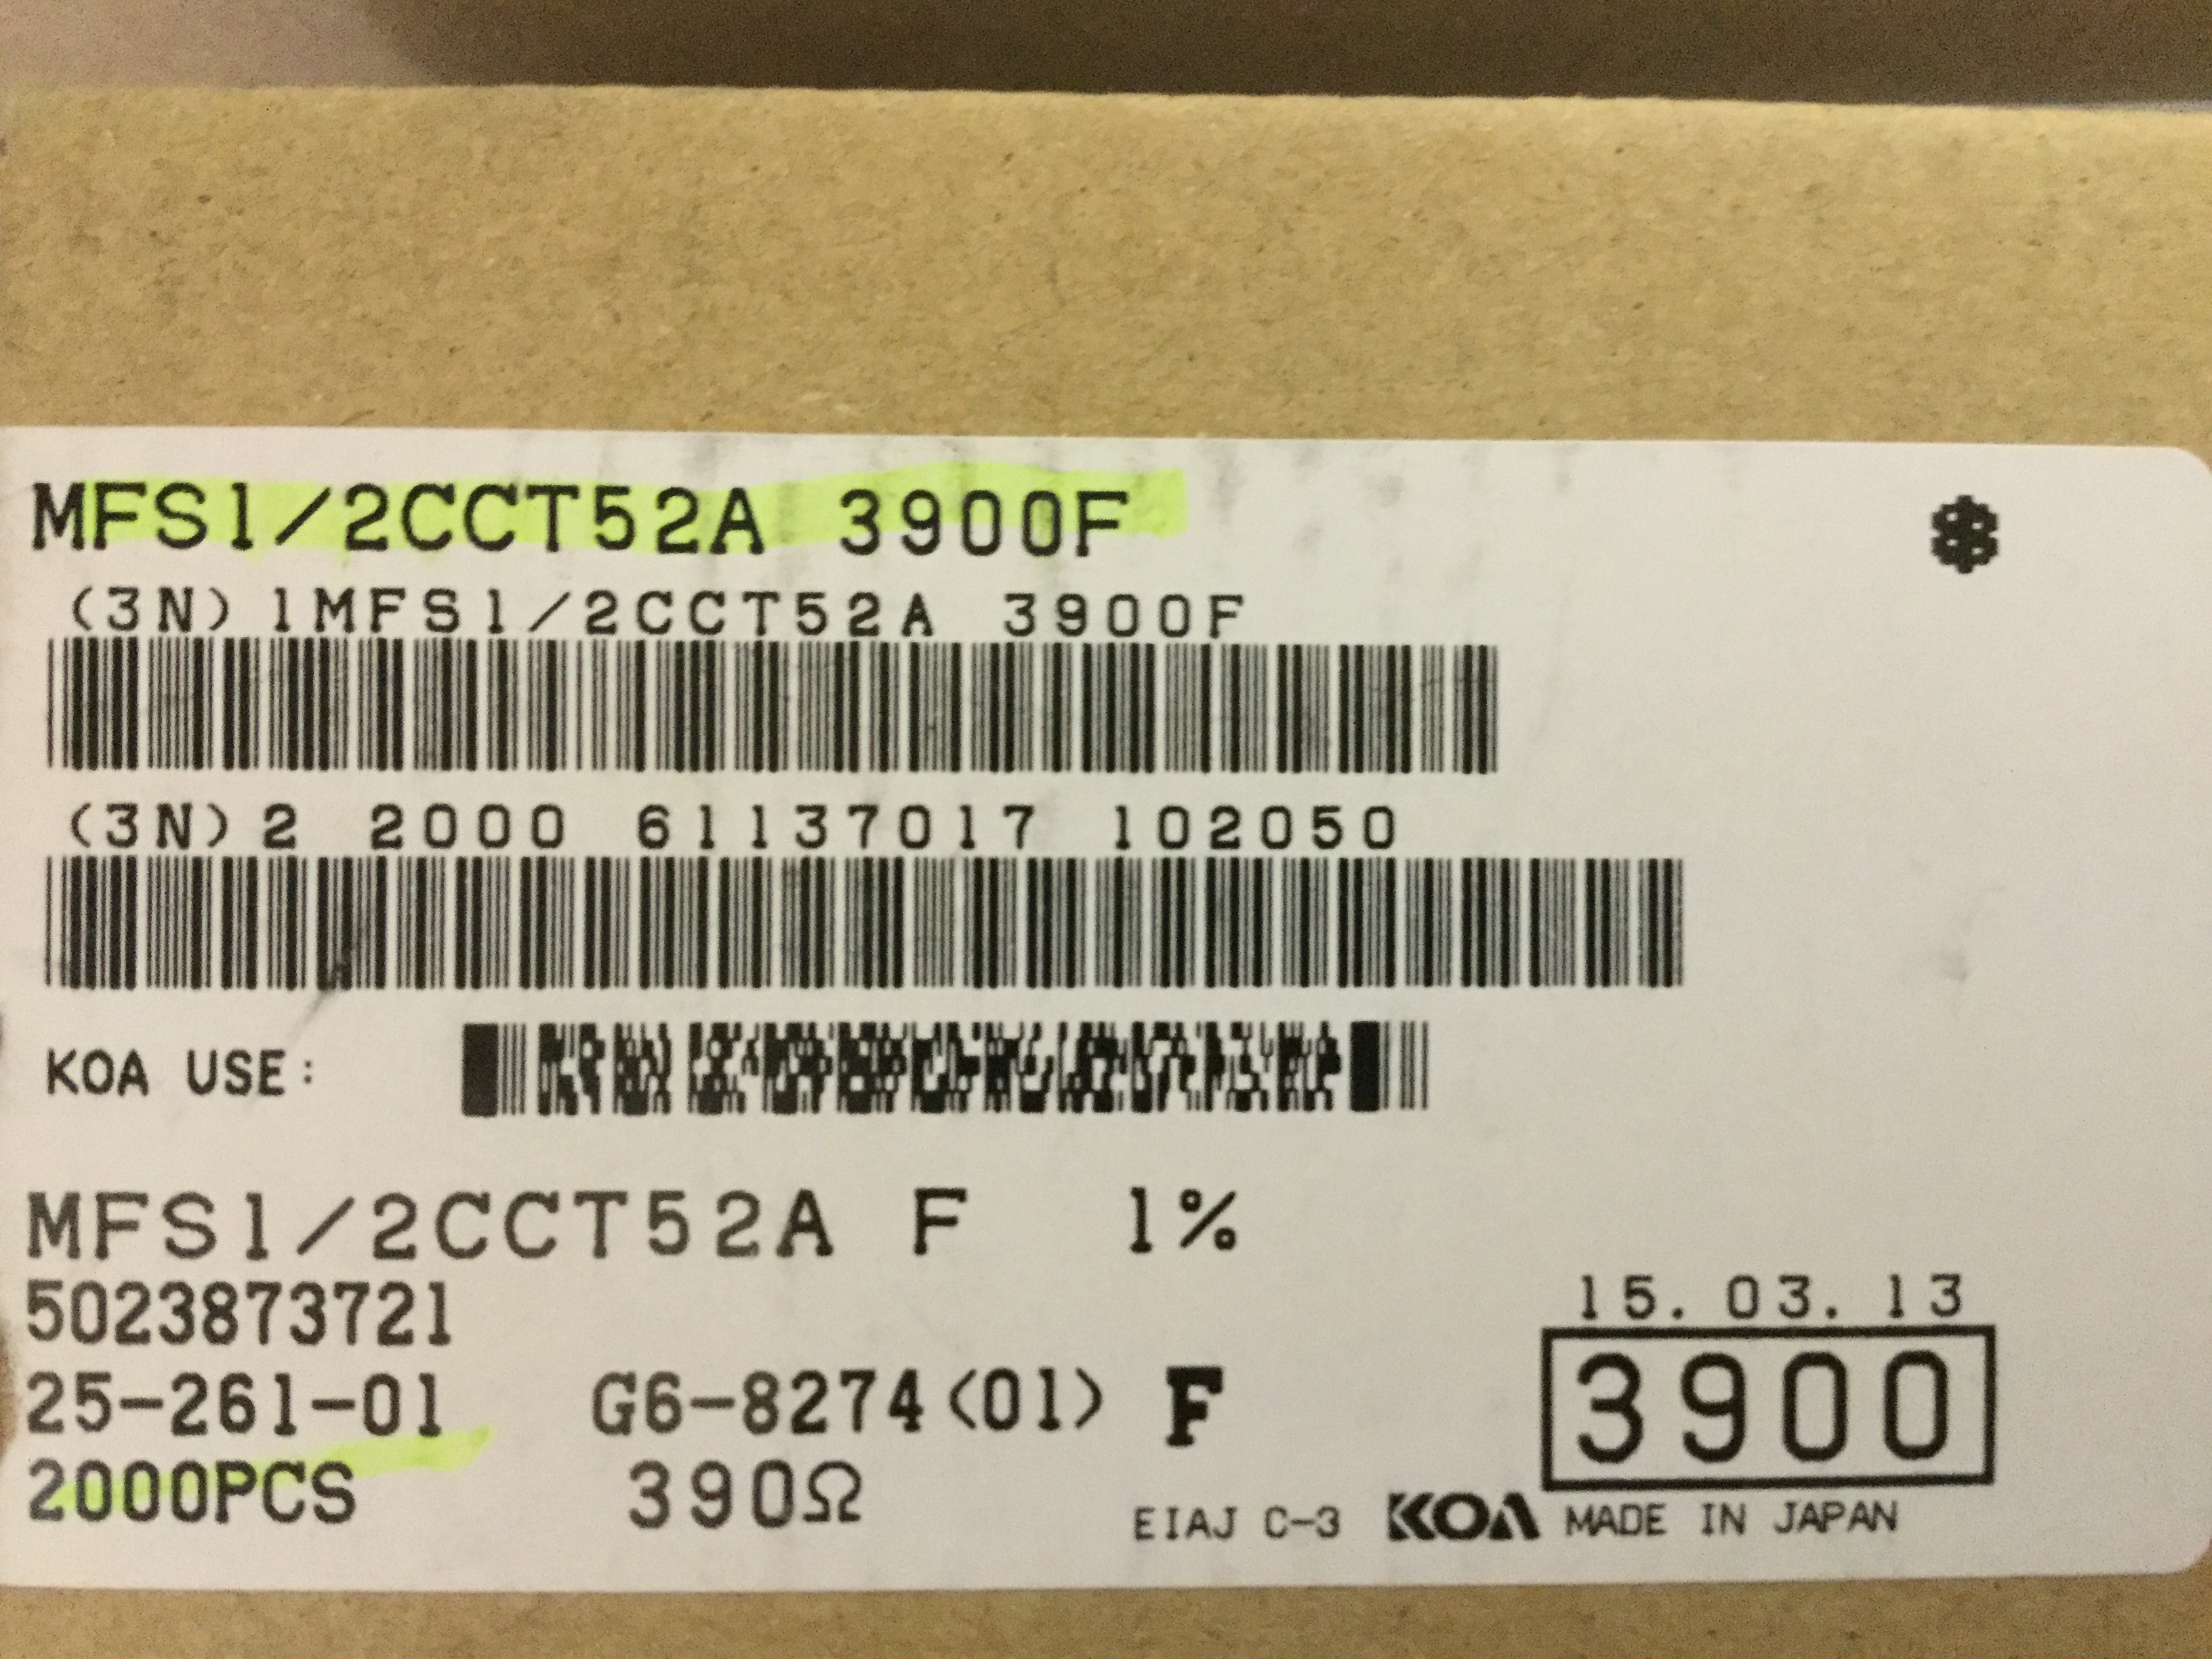 MFS1/2CCT52A 3900F
(3N)1MFS1/2CCT52A 3900F
(3N)2 2000 61137017 102050
KOA USE:
MFS1/2CCT52A F 1%
5023873721
15.03.13
25-261-01 G6-8274(01) F
3900
2000PCS 390Ω
EIAJ C-3 KOA MADE IN JAPAN